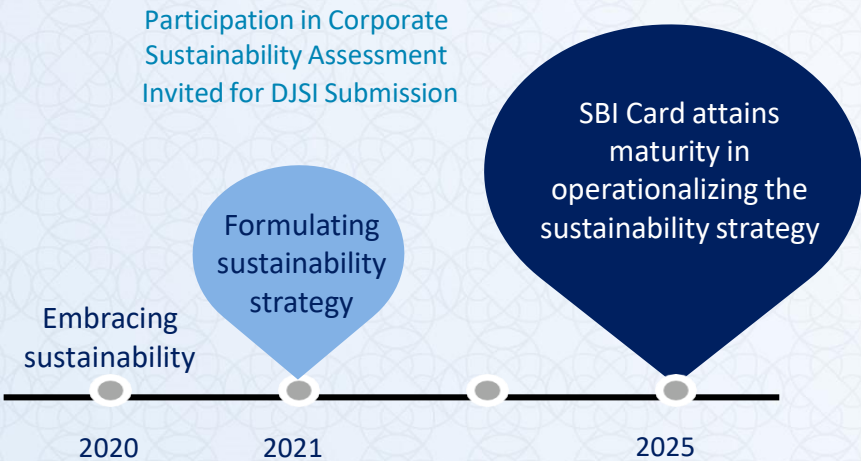 Participation in Corporate
Sustainability Assessment
Invited for DJSI Submission
SBI Card attains
maturity in
operationalizing the
sustainability strategy
Formulating
sustainability
strategy
Embracing
sustainability
2020
2021
2025